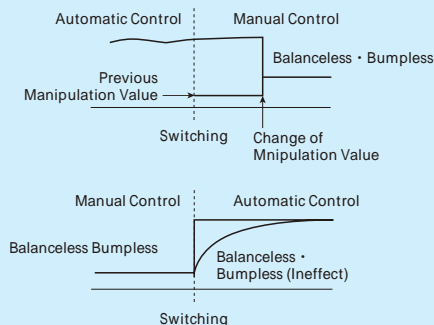 Automatic Control
Manual Control
Balanceless・Bumpless
Previous
Manipulation Value
Switching
Change of
Mnipulation Value
Manual Control
Automatic Control
Balanceless Bumpless
Balanceless・
Bumpless (Ineffect)
Switching